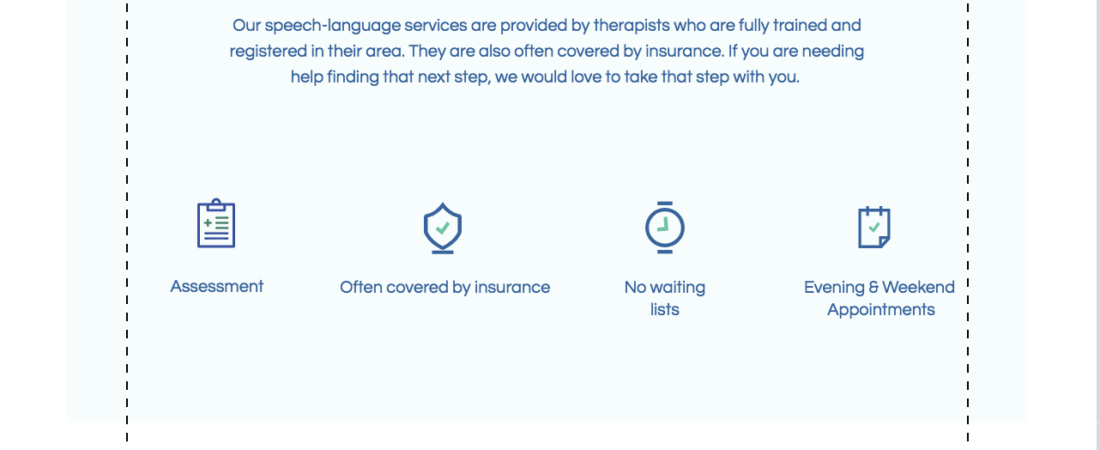 Our speech-language services are provided by therapists who are fully trained and
registered in their area. They are also often covered by insurance. If you are needing
help finding that next step, we would love to take that step with you.
Assessment
Often covered by insurance
No waiting
lists
Evening & Weekend
Appointments